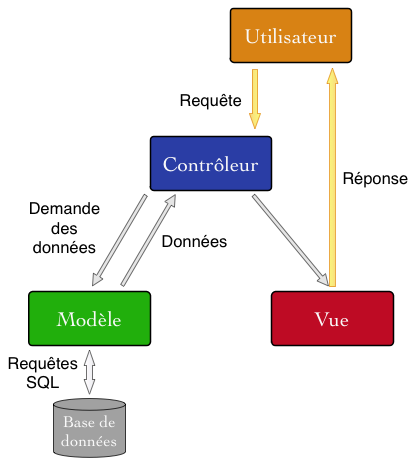 Utilisateur
Requête
Contrôleur
Réponse
Demande
des
données
Données
Modèle
Vue
Requêtes
SQL
Base de
données